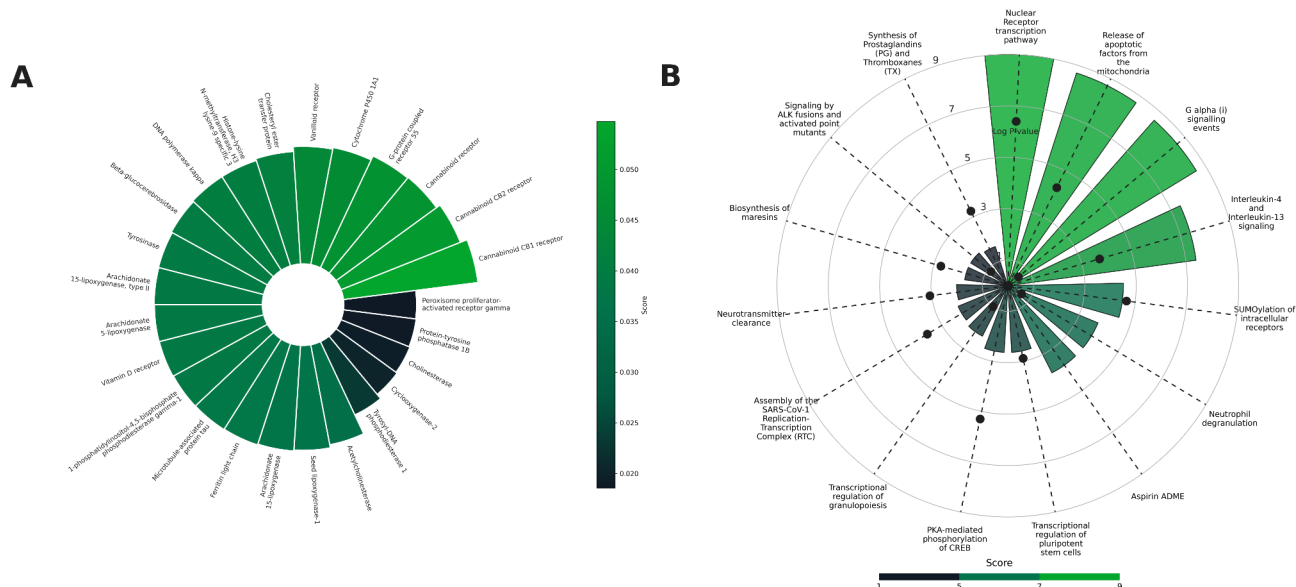 A
Vanilloid receptor
Cytochrome P450 1A1
G-protein coupled
receptor 55
Cannabinoid receptor
Cannabinoid CB2 receptor
Cannabinoid CB1 receptor
Peroxisome proliferator-
activated receptor gamma
Protein-tyrosine
phosphatase 1B
Cholinesterase
Cyclooxygenase-2
Tyrosyl-DNA
phosphodiesterase 1
Acetylcholinesterase
Seed lipoxygenase-1
Arachidonate
15-lipoxygenase
Ferritin light chain
Microtubule-associated
protein tau
1-phosphatidylinositol-4,5-bisphosphate
phosphodiesterase gamma-1
Vitamin D receptor
Arachidonate
5-lipoxygenase
Arachidonate
15-lipoxygenase, type II
Tyrosinase
Beta-glucocerebrosidase
DNA polymerase kappa
Histone-lysine
N-methyltransferase, H3
lysine-9 specific 3
Cholesteryl ester
transfer protein
0.050
0.045
0.040
0.035
0.030
0.025
0.020
Score
B
Nuclear
Receptor
transcription
pathway
Release of
apoptotic
factors from
the
mitochondria
G alpha (i)
signalling
events
Interleukin-4
and
Interleukin-13
signaling
SUMOylation of
intracellular
receptors
Neutrophil
degranulation
Aspirin ADME
Transcriptional
regulation of
pluripotent
stem cells
PKA-mediated
phosphorylation
of CREB
Transcriptional
regulation of
granulopoiesis
Assembly of the
SARS-CoV-1
Replication-
Transcription
Complex (RTC)
Neurotransmitter
clearance
Biosynthesis of
maresins
Signaling by
ALK fusions and
activated point
mutants
Synthesis of
Prostaglandins
(PG) and
Thromboxanes
(TX)
9
7
5
3
1
Log P-value
Score
1
5
7
9